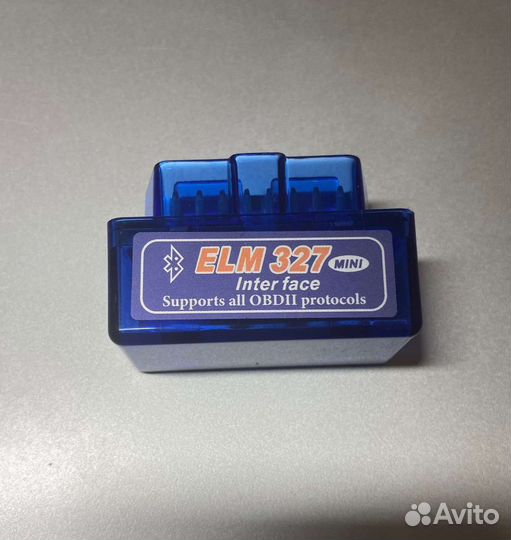 ELM 327 MINI
Inter face
Supports all OBDII protocols
Avito